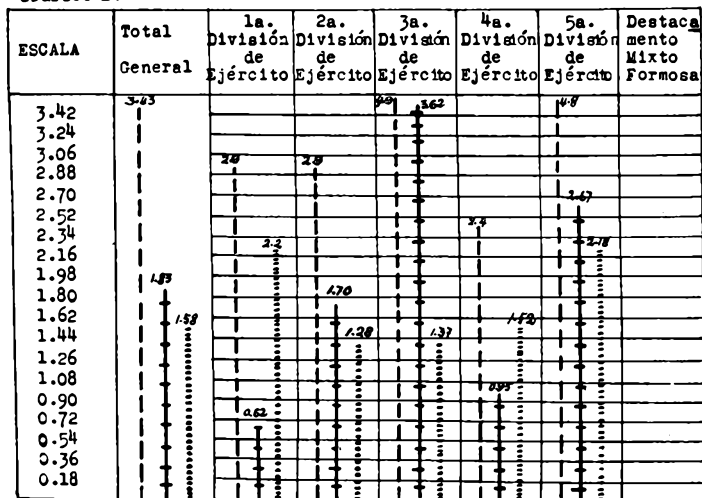 ESCALA
Total
General
1a.
División
de
Ejército
2a.
División
de
Ejército
3a.
División
de
Ejército
4a.
División
de
Ejército
5a.
División
de
Ejército
Destaca
mento
Mixto
Formosa
3.42
3.24
3.06
2.88
2.70
2.52
2.34
2.16
1.98
1.80
1.62
1.44
1.26
1.08
0.90
0.72
0.54
0.36
0.18
3.43
1.83
1.58
0.62
2.2
1.70
1.28
3.62
1.37
2.4
0.95
1.52
4.8
2.67
2.18